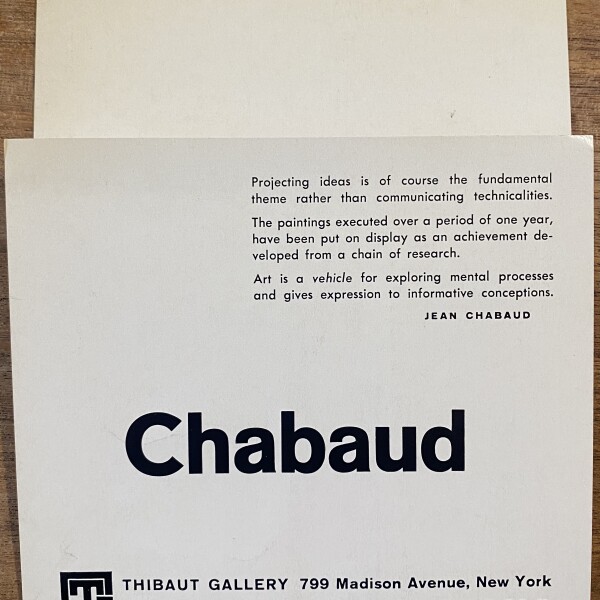 Projecting ideas is of course the fundamental
theme rather than communicating technicalities.
The paintings executed over a period of one year,
have been put on display as an achievement de-
veloped from a chain of research.
Art is a vehicle for exploring mental processes
and gives expression to informative conceptions.
JEAN CHABAUD
Chabaud
THIBAUT GALLERY 799 Madison Avenue, New York